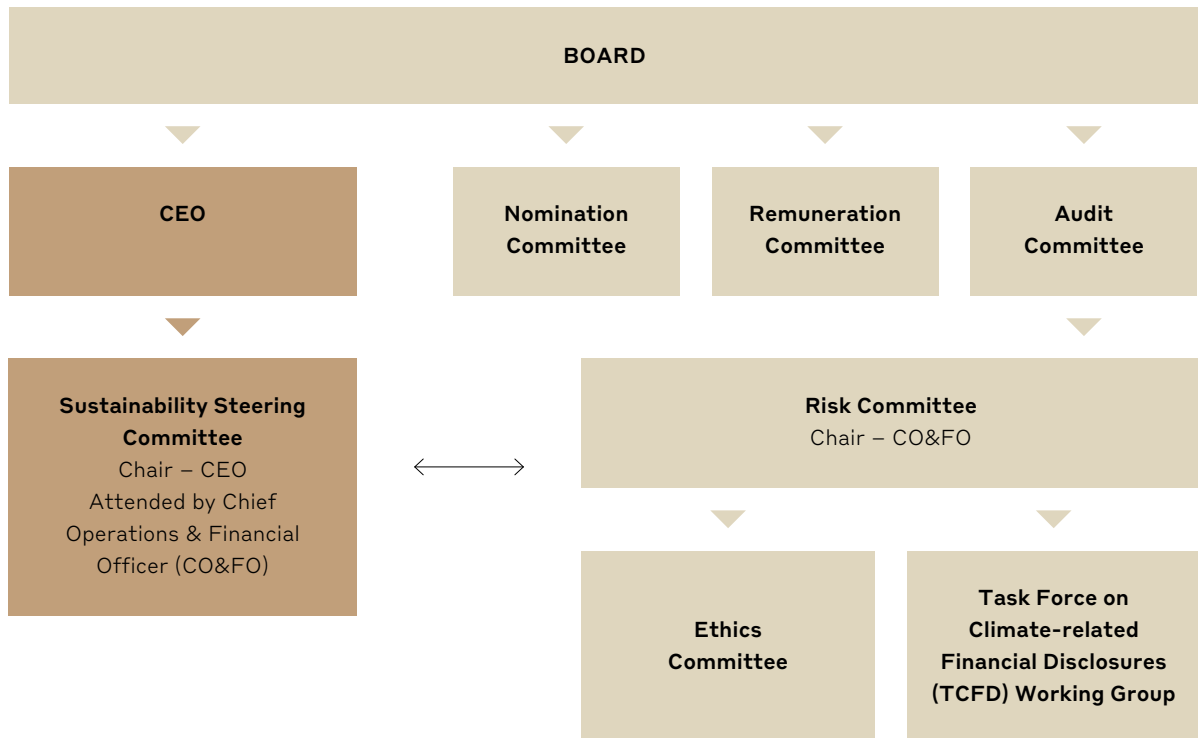 BOARD
CEO
Nomination
Committee
Remuneration
Committee
Audit
Committee
Sustainability Steering
Committee
Chair – CEO
Attended by Chief
Operations & Financial
Officer (CO&FO)
Risk Committee
Chair – CO&FO
Ethics
Committee
Task Force on
Climate-related
Financial Disclosures
(TCFD) Working Group